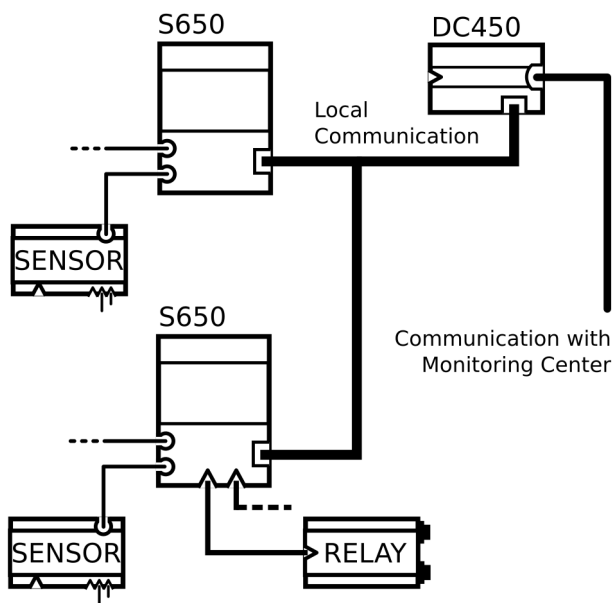 S650
DC450
Local
Communication
SENSOR
S650
Communication with
Monitoring Center
SENSOR
RELAY